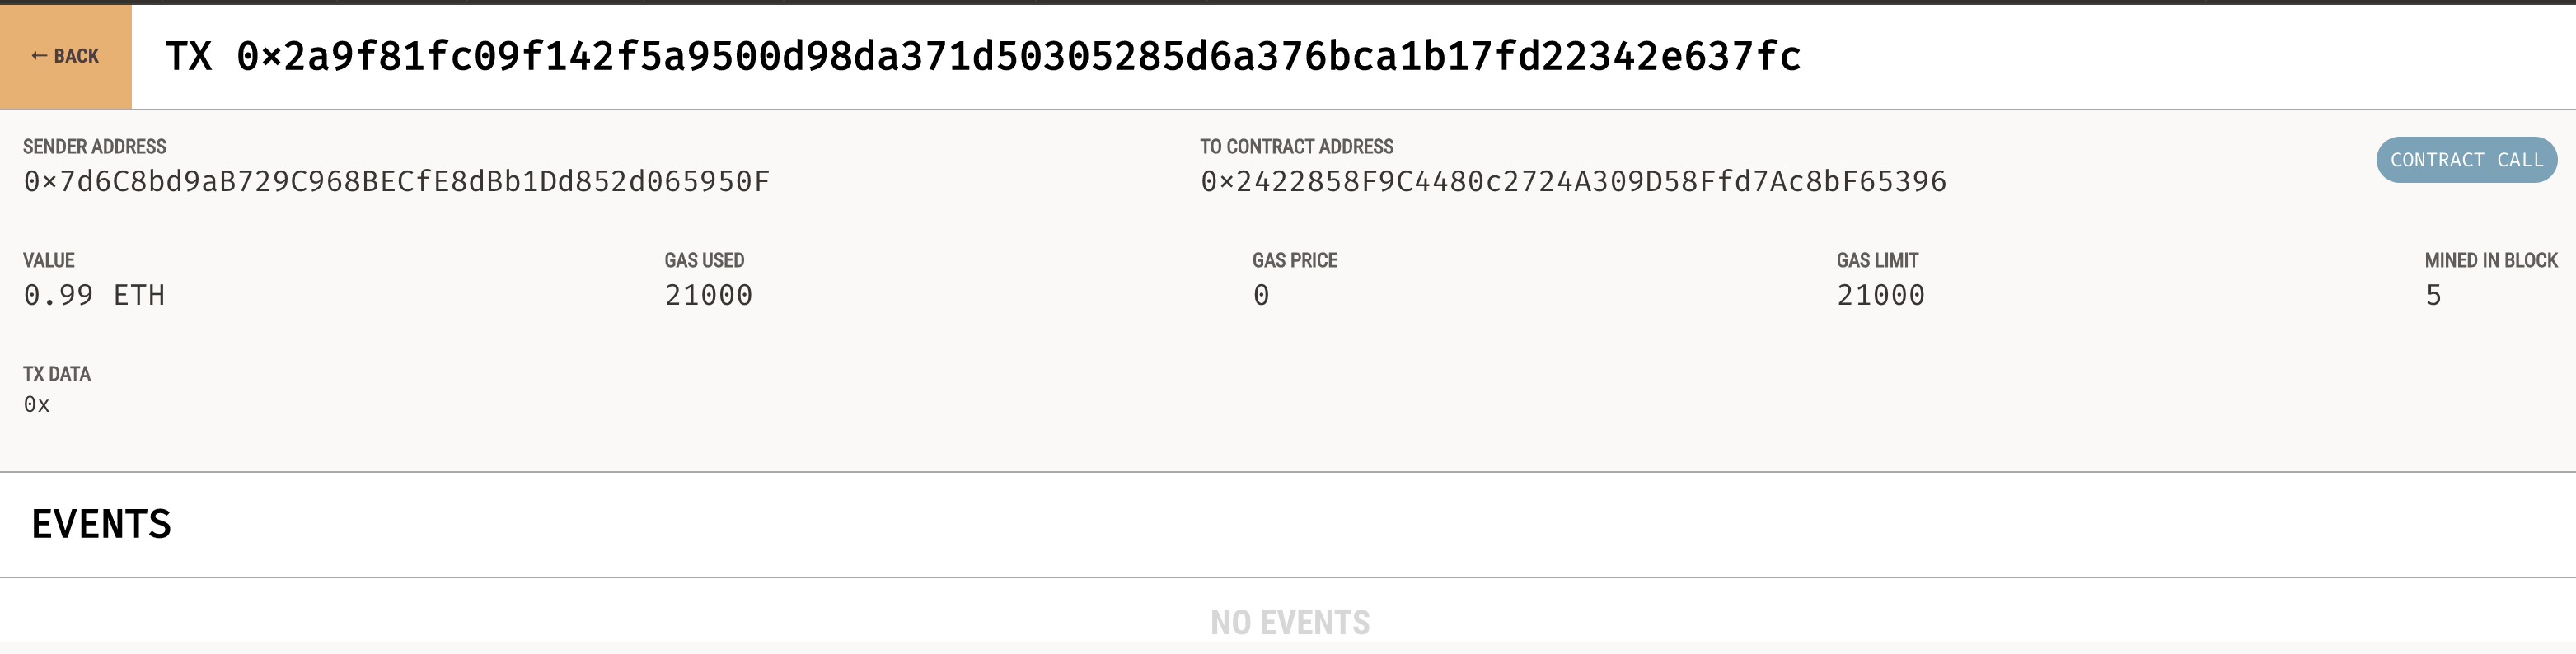 ← BACK
TX 0×2a9f81fc09f142f5a9500d98da371d50305285d6a376bca1b17fd22342e637fc
SENDER ADDRESS
0×7d6C8bd9aB729C968BECfE8dBb1Dd852d065950F
TO CONTRACT ADDRESS
0×2422858F9C4480c2724A309D58Ffd7Ac8bF65396
CONTRACT CALL
VALUE
0.99 ETH
GAS USED
21000
GAS PRICE
0
GAS LIMIT
21000
MINED IN BLOCK
5
TX DATA
0x
EVENTS
NO EVENTS